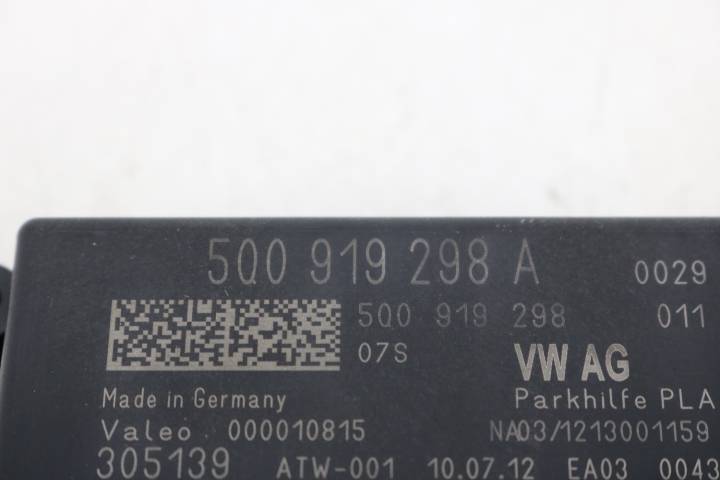 5Q0 919 298 A 0029
5Q0 919 298 011
07S VW AG
Made in Germany Parkhilfe PLA
Valeo 000010815 NA03/1213001159
305139 ATW-001 10.07.12 EA03 0043